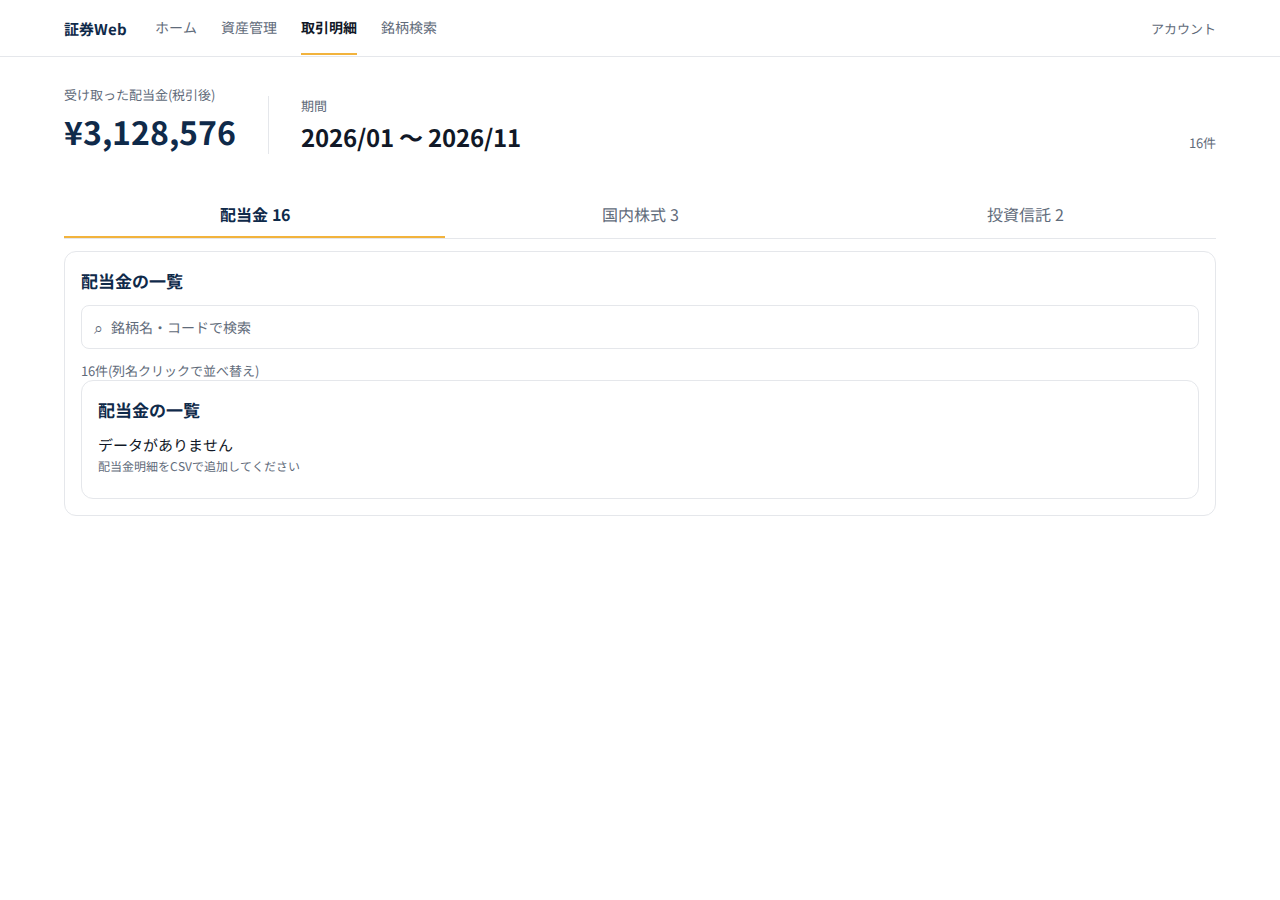 証券Web ホーム 資産管理 取引明細 銘柄検索 アカウント
受け取った配当金(税引後)
¥3,128,576
期間
2026/01 〜 2026/11
16件
配当金 16 国内株式 3 投資信託 2
配当金の一覧
⌕ 銘柄名・コードで検索
16件(列名クリックで並べ替え)
配当金の一覧
データがありません
配当金明細をCSVで追加してください